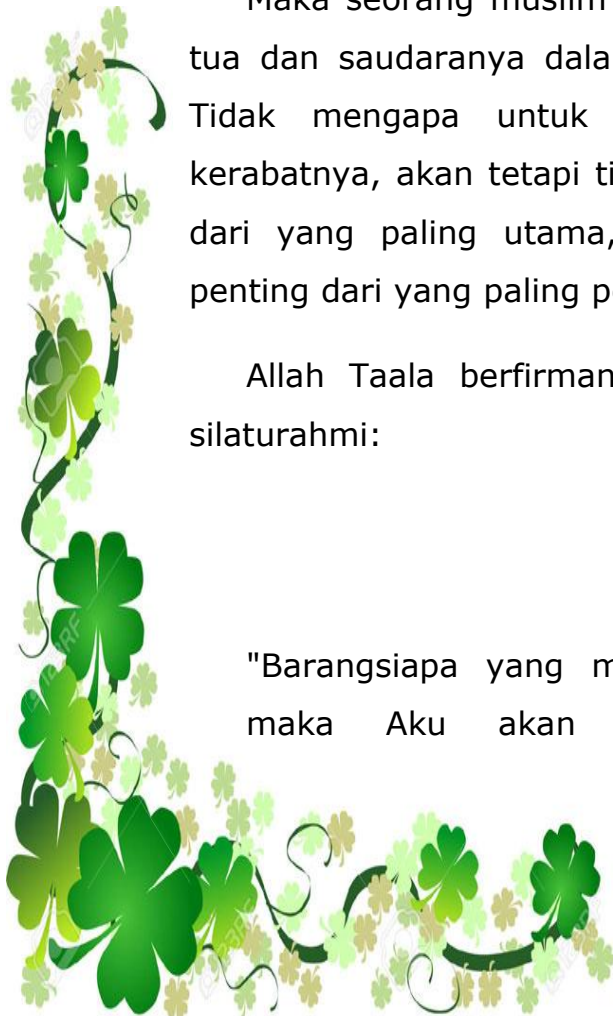 Maka seorang muslim
tua dan saudaranya dala
Tidak mengapa untuk
kerabatnya, akan tetapi ti
dari yang paling utama,
penting dari yang paling p
Allah Taala berfirman
silaturahmi:
"Barangsiapa yang m
maka Aku akan